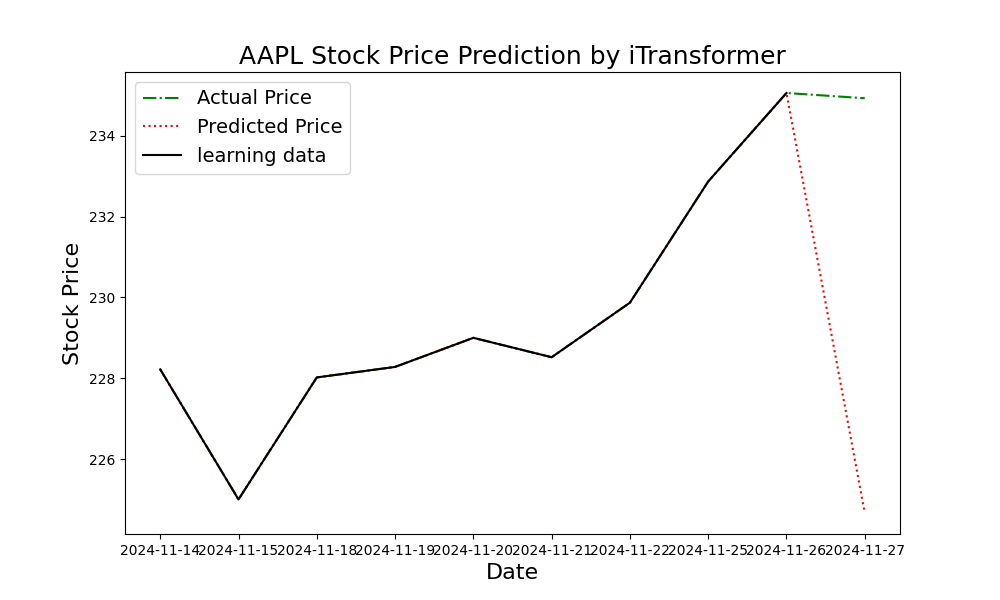 AAPL Stock Price Prediction by iTransformer
Actual Price
Predicted Price
learning data
234
232
230
228
226
Stock Price
2024-11-14 2024-11-15 2024-11-18 2024-11-19 2024-11-20 2024-11-21 2024-11-22 2024-11-25 2024-11-26 2024-11-27
Date